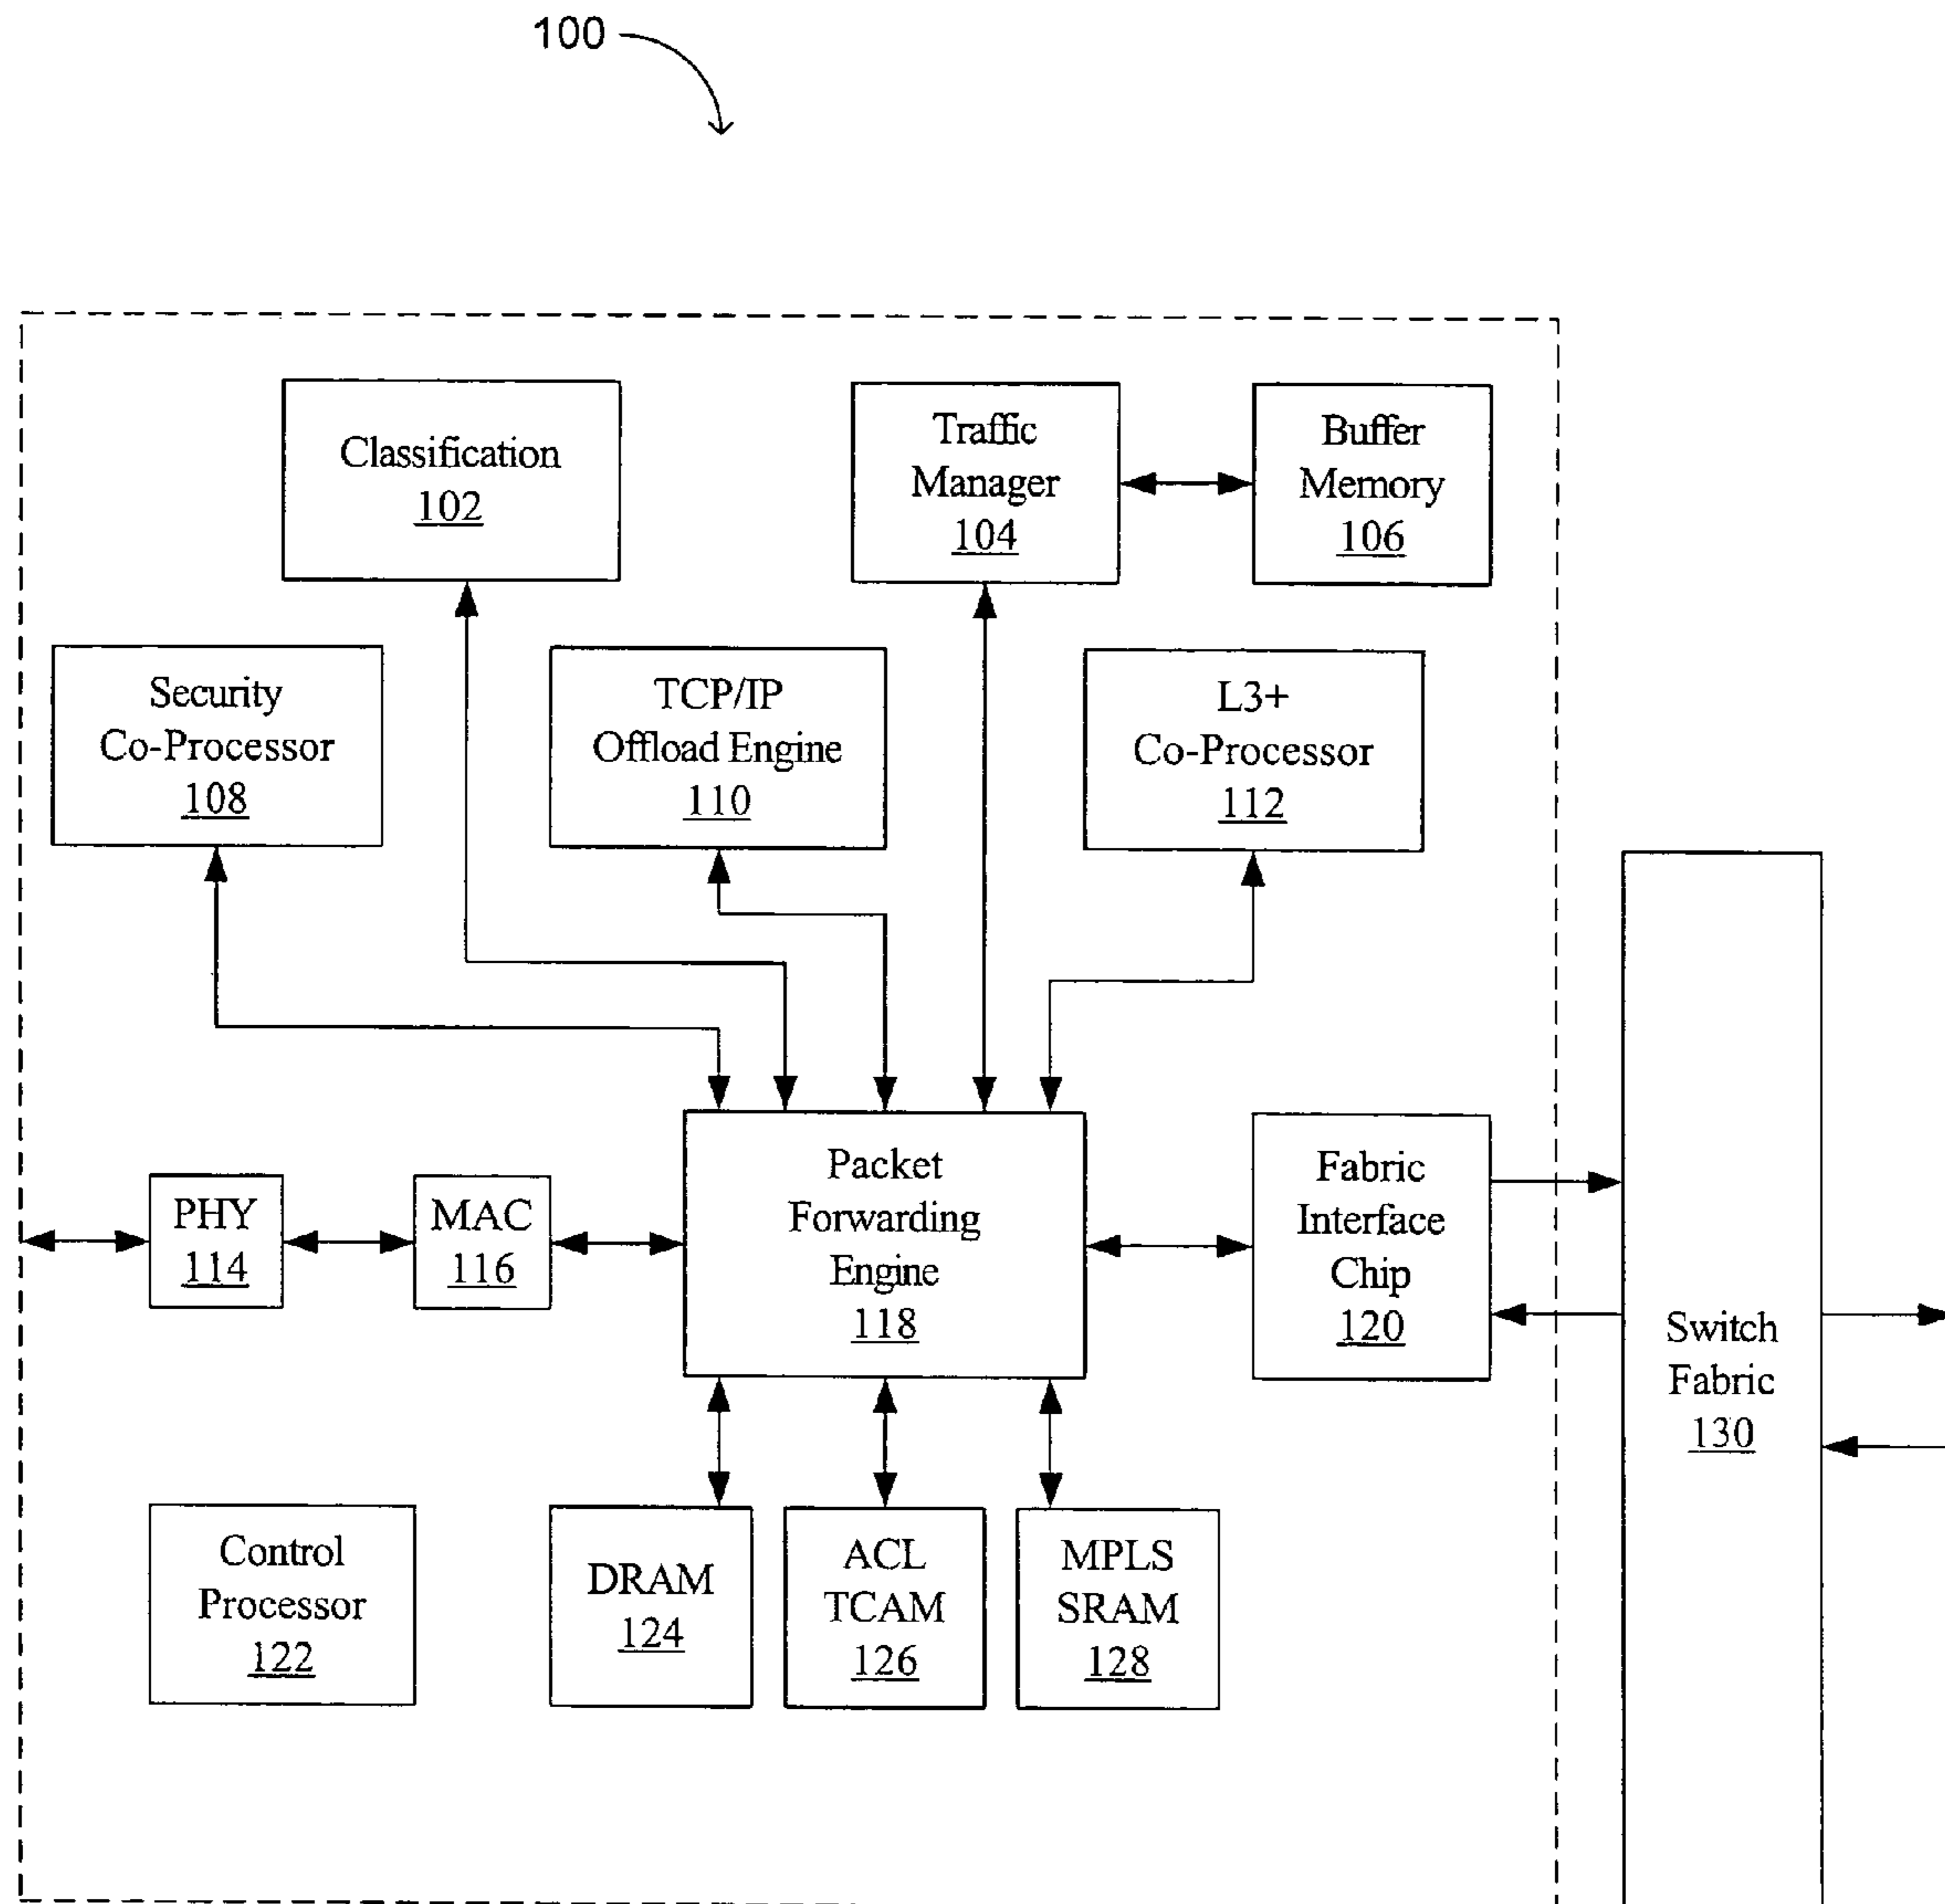 100
Classification
102
Traffic
Manager
104
Buffer
Memory
106
Security
Co-Processor
108
TCP/IP
Offload Engine
110
L3+
Co-Processor
112
PHY
114
MAC
116
Packet
Forwarding
Engine
118
Fabric
Interface
Chip
120
Switch
Fabric
130
Control
Processor
122
DRAM
124
ACL
TCAM
126
MPLS
SRAM
128